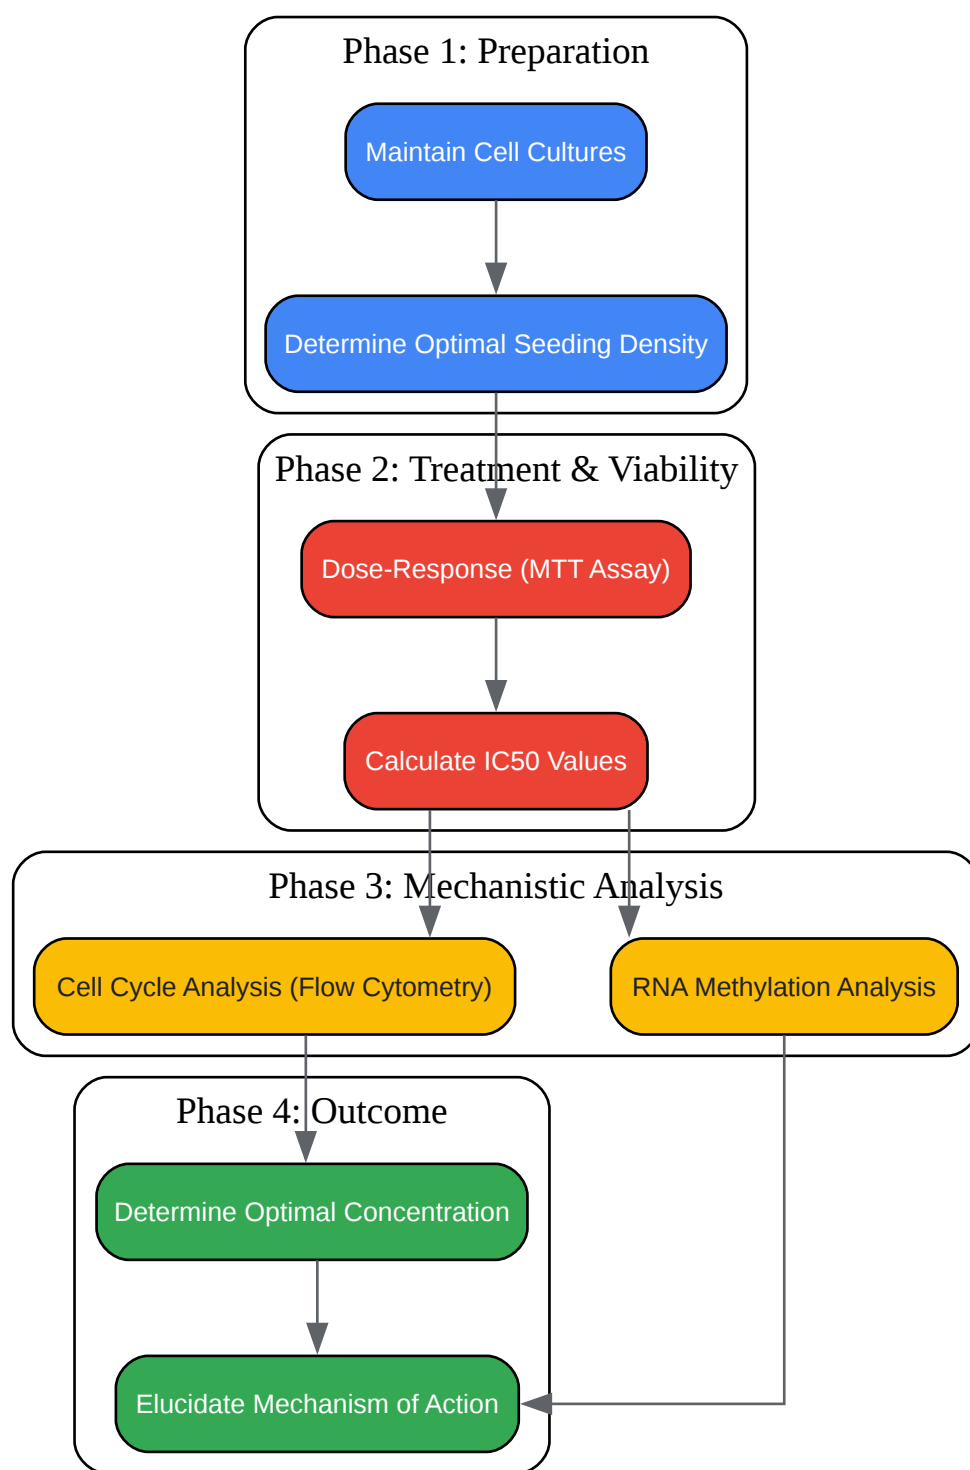 Phase 1: Preparation
Maintain Cell Cultures
Determine Optimal Seeding Density
Phase 2: Treatment & Viability
Dose-Response (MTT Assay)
Calculate IC50 Values
Phase 3: Mechanistic Analysis
Cell Cycle Analysis (Flow Cytometry)
RNA Methylation Analysis
Phase 4: Outcome
Determine Optimal Concentration
Elucidate Mechanism of Action